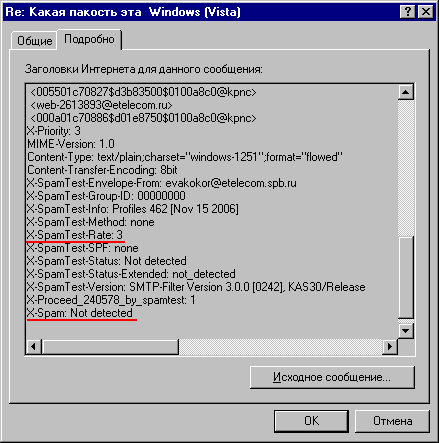 Re: Какая пакость эта  Windows (Vista)
Общие
Подробно
Заголовки Интернета для данного сообщения:
<005501c70827$d3b83500$0100a8c0@kpnc>
<web-2613893@etelecom.ru>
<000a01c70886$d01e8750$0100a8c0@kpnc>
X-Priority: 3
MIME-Version: 1.0
Content-Type: text/plain;charset="windows-1251";format="flowed"
Content-Transfer-Encoding: 8bit
X-SpamTest-Envelope-From: evakokor@etelecom.spb.ru
X-SpamTest-Group-ID: 00000000
X-SpamTest-Info: Profiles 462 [Nov 15 2006]
X-SpamTest-Method: none
X-SpamTest-Rate: 3
X-SpamTest-SPF: none
X-SpamTest-Status: Not detected
X-SpamTest-Status-Extended: not_detected
X-SpamTest-Version: SMTP-Filter Version 3.0.0 [0242], KAS30/Release
X-Proceed_240578_by_spamtest: 1
X-Spam: Not detected
Исходное сообщение...
OK
Отмена